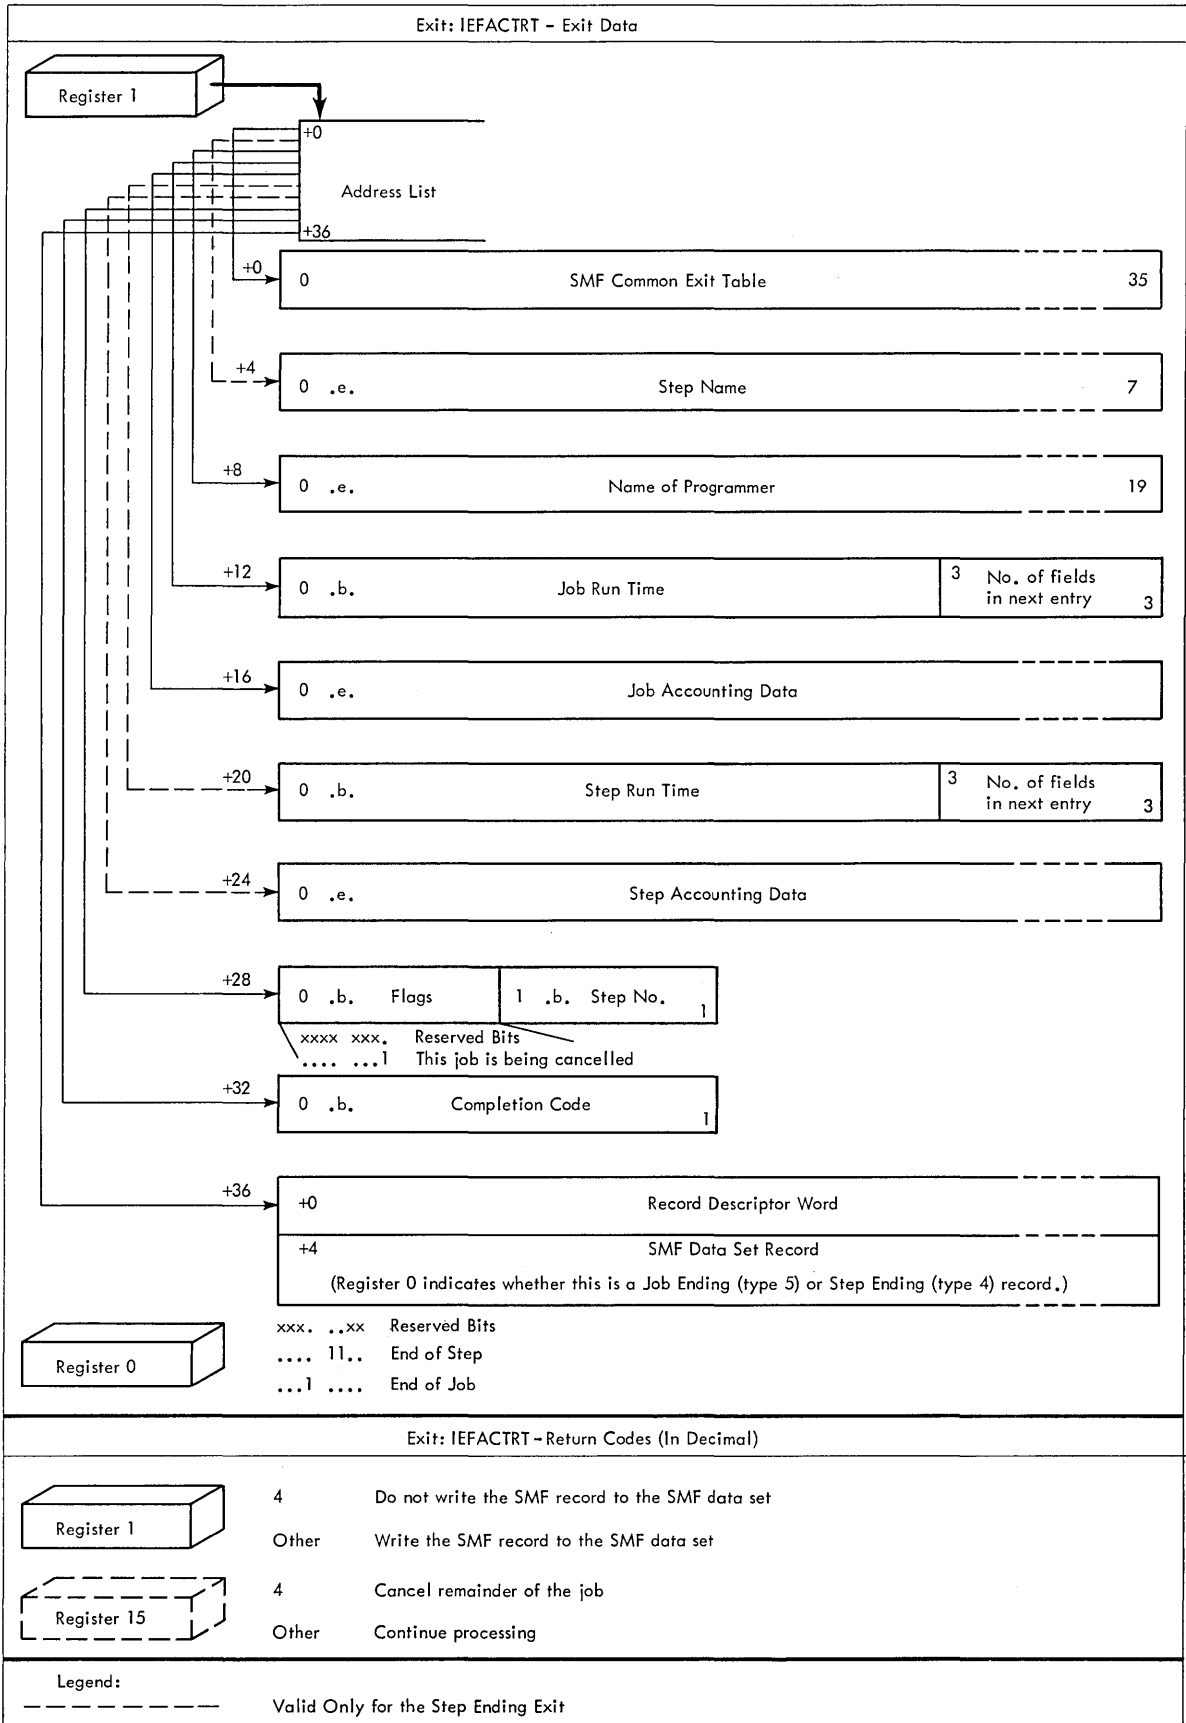 Exit: IEFACTRT - Exit Data
Register 1
+0
Address List
+36
+0
0 SMF Common Exit Table 35
+4
0 .e. Step Name 7
+8
0 .e. Name of Programmer 19
+12
0 .b. Job Run Time 3 No. of fields
in next entry 3
+16
0 .e. Job Accounting Data
+20
0 .b. Step Run Time 3 No. of fields
in next entry 3
+24
0 .e. Step Accounting Data
+28
0 .b. Flags 1 .b. Step No. 1
xxxx xxx. Reserved Bits
.... ...1 This job is being cancelled
+32
0 .b. Completion Code 1
+36
+0 Record Descriptor Word
+4 SMF Data Set Record
(Register 0 indicates whether this is a Job Ending (type 5) or Step Ending (type 4) record.)
Register 0
xxx. ..xx Reserved Bits
.... 11.. End of Step
...1 .... End of Job
Exit: IEFACTRT - Return Codes (In Decimal)
Register 1
4 Do not write the SMF record to the SMF data set
Other Write the SMF record to the SMF data set
Register 15
4 Cancel remainder of the job
Other Continue processing
Legend:
Valid Only for the Step Ending Exit